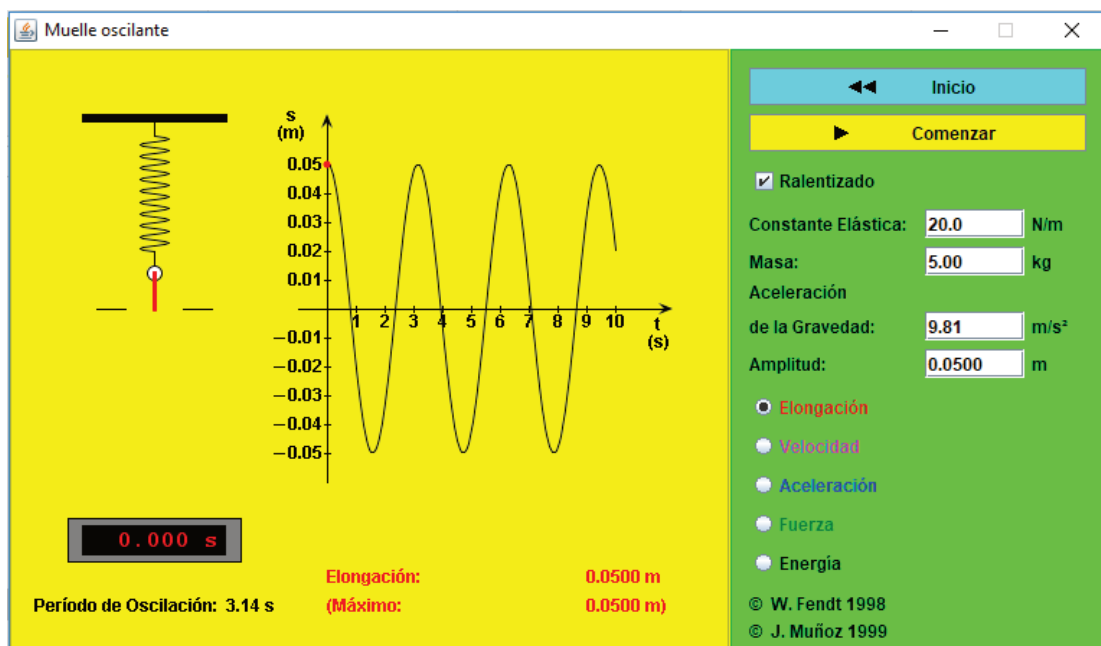 Muelle oscilante
Inicio
Comenzar
Ralentizado
Constante Elástica: 20.0 N/m
Masa: 5.00 kg
Aceleración
de la Gravedad: 9.81 m/s²
Amplitud: 0.0500 m
Elongación
Velocidad
Aceleración
Fuerza
Energía
© W. Fendt 1998
© J. Muñoz 1999
s
(m)
0.05
0.04
0.03
0.02
0.01
−0.01
−0.02
−0.03
−0.04
−0.05
1 2 3 4 5 6 7 8 9 10 t
(s)
0.000 s
Elongación: 0.0500 m
Período de Oscilación: 3.14 s (Máximo: 0.0500 m)